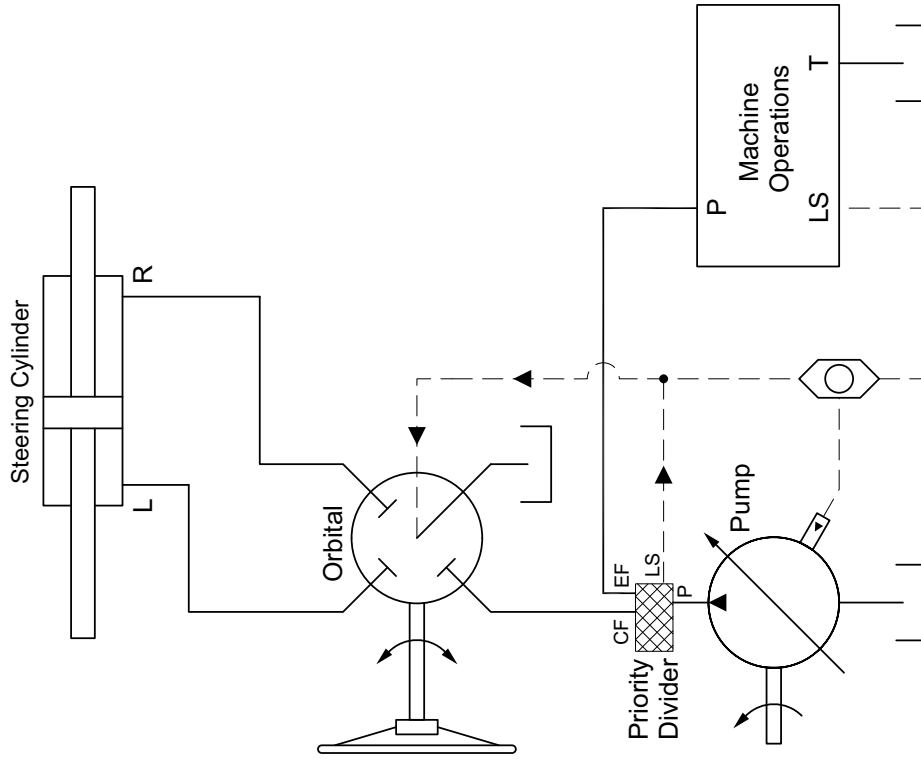 Steering Cylinder
L
R
Orbital
Machine
Operations
P
T
LS
CF
EF
LS
P
Priority
Divider
Pump